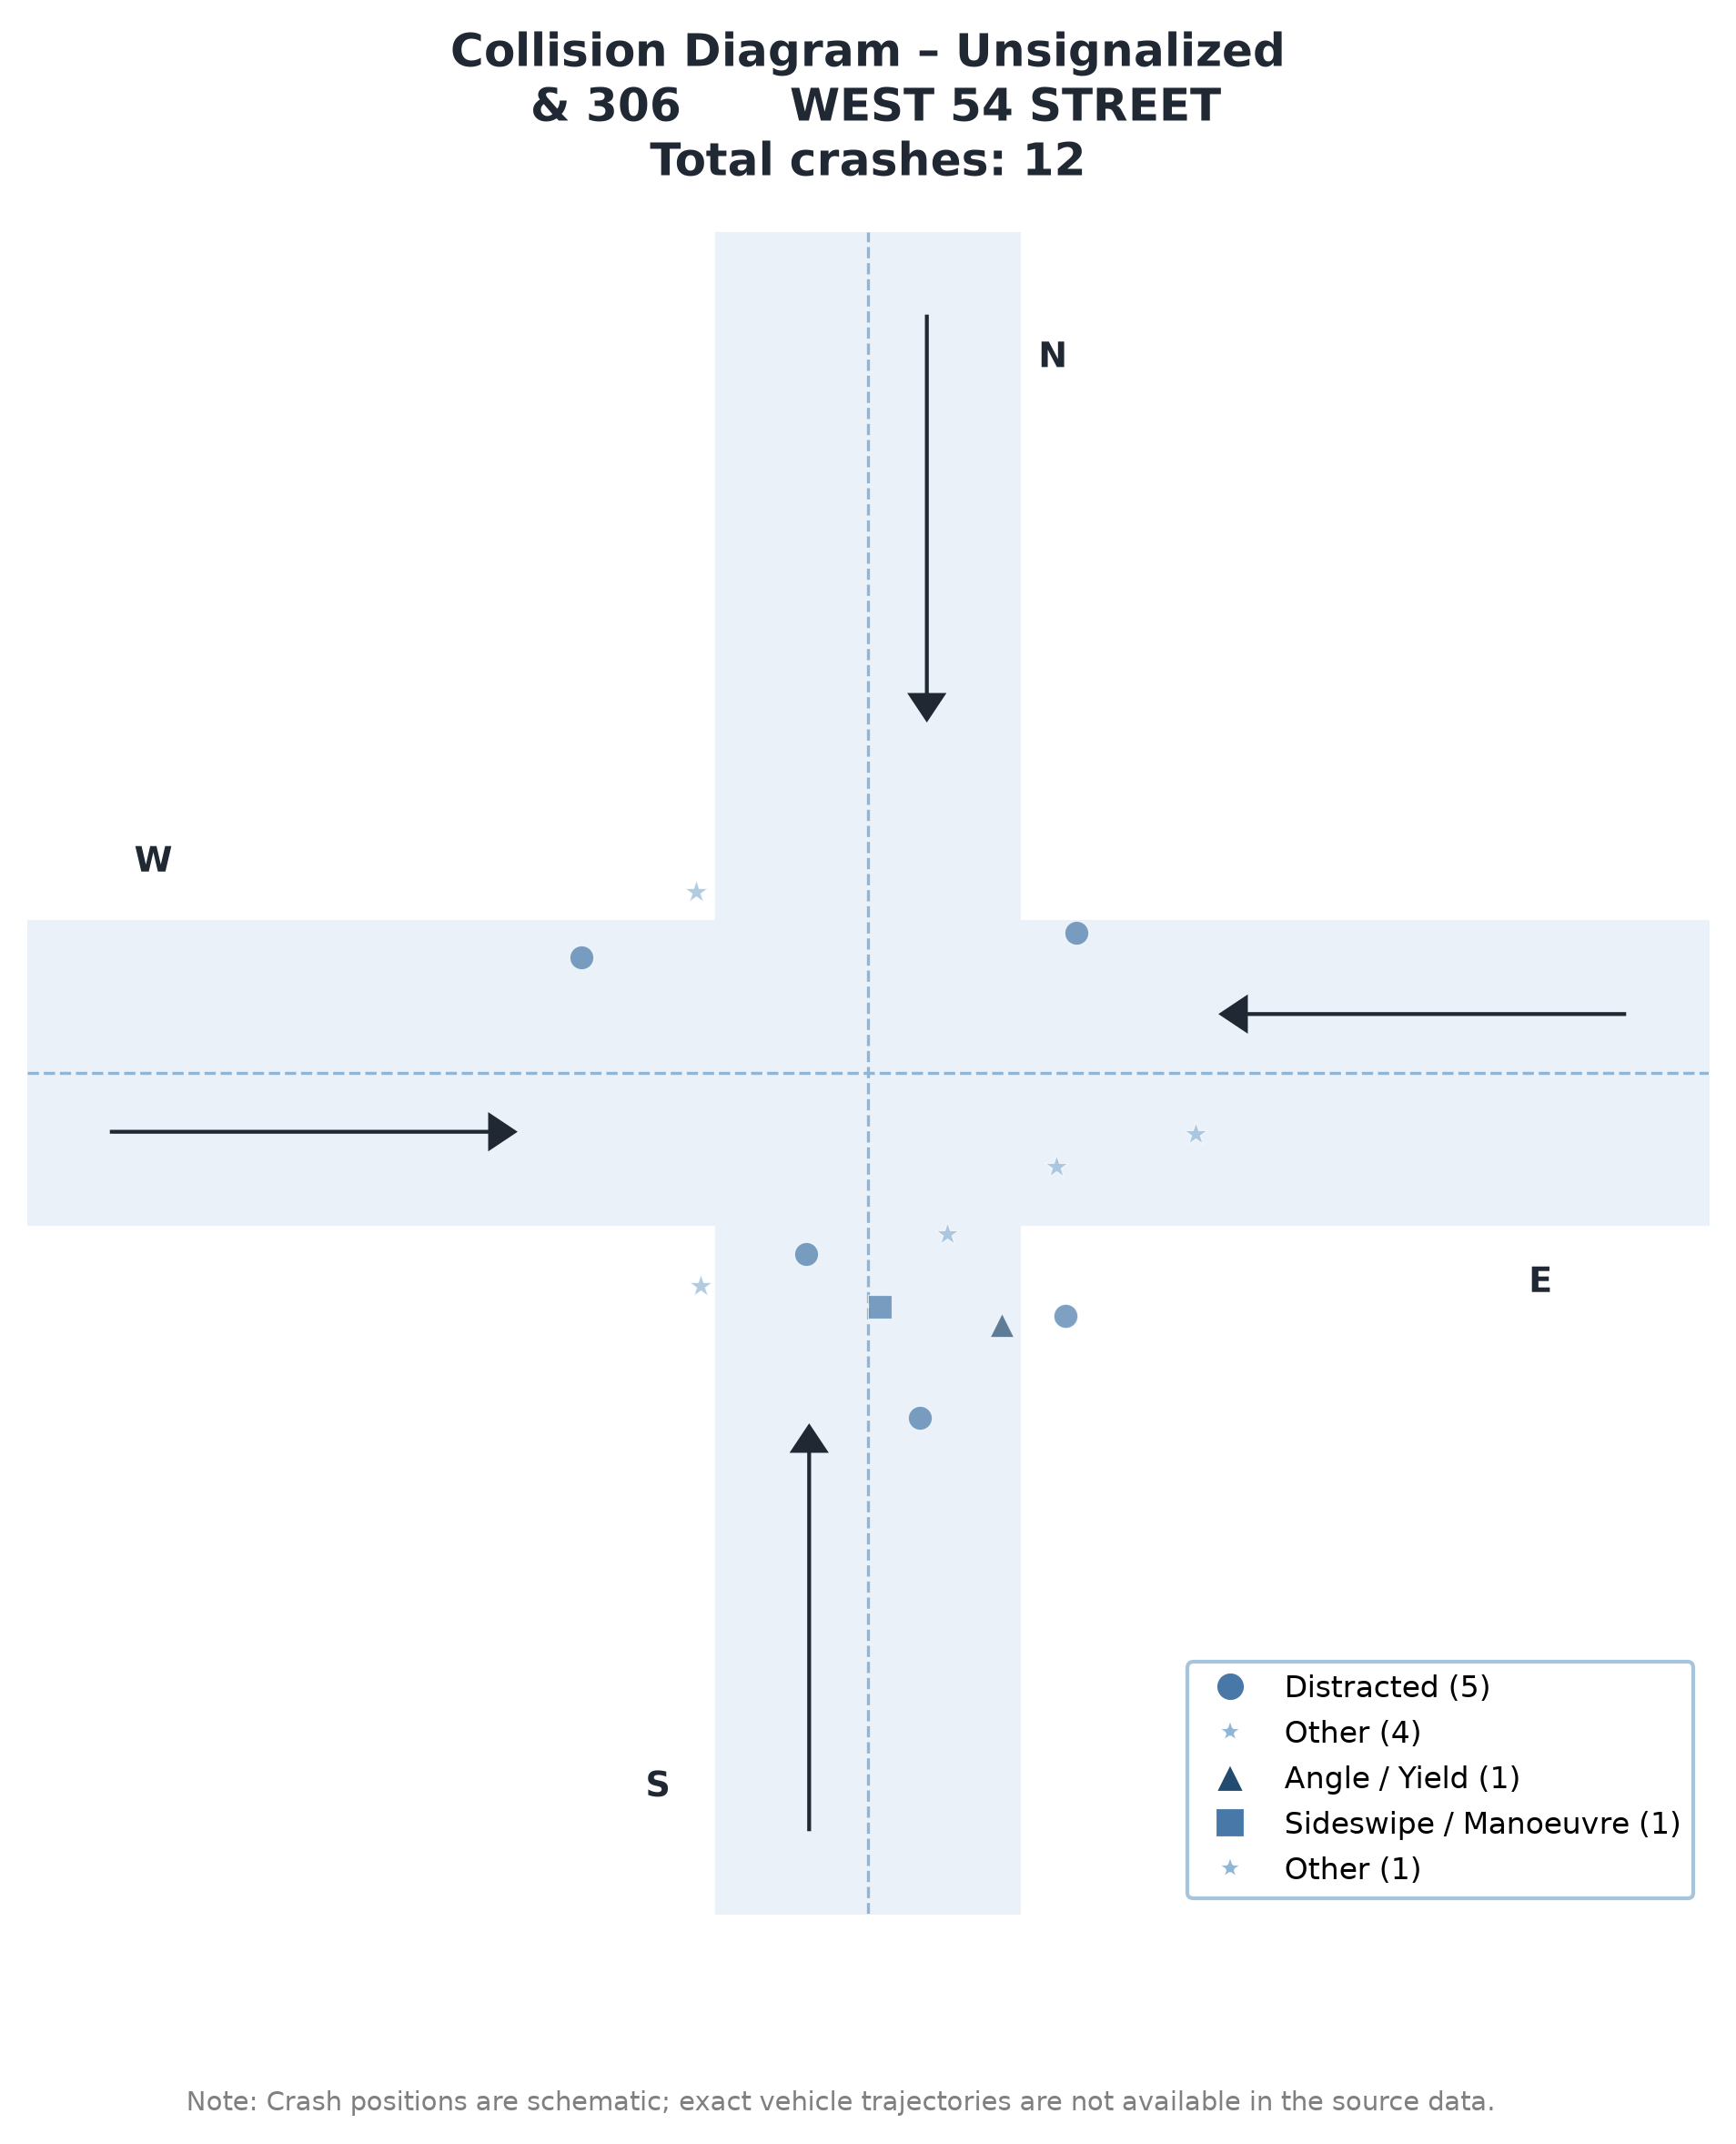 Collision Diagram – Unsignalized
& 306 WEST 54 STREET
Total crashes: 12
N
W
E
S
Distracted (5)
Other (4)
Angle / Yield (1)
Sideswipe / Manoeuvre (1)
Other (1)
Note: Crash positions are schematic; exact vehicle trajectories are not available in the source data.